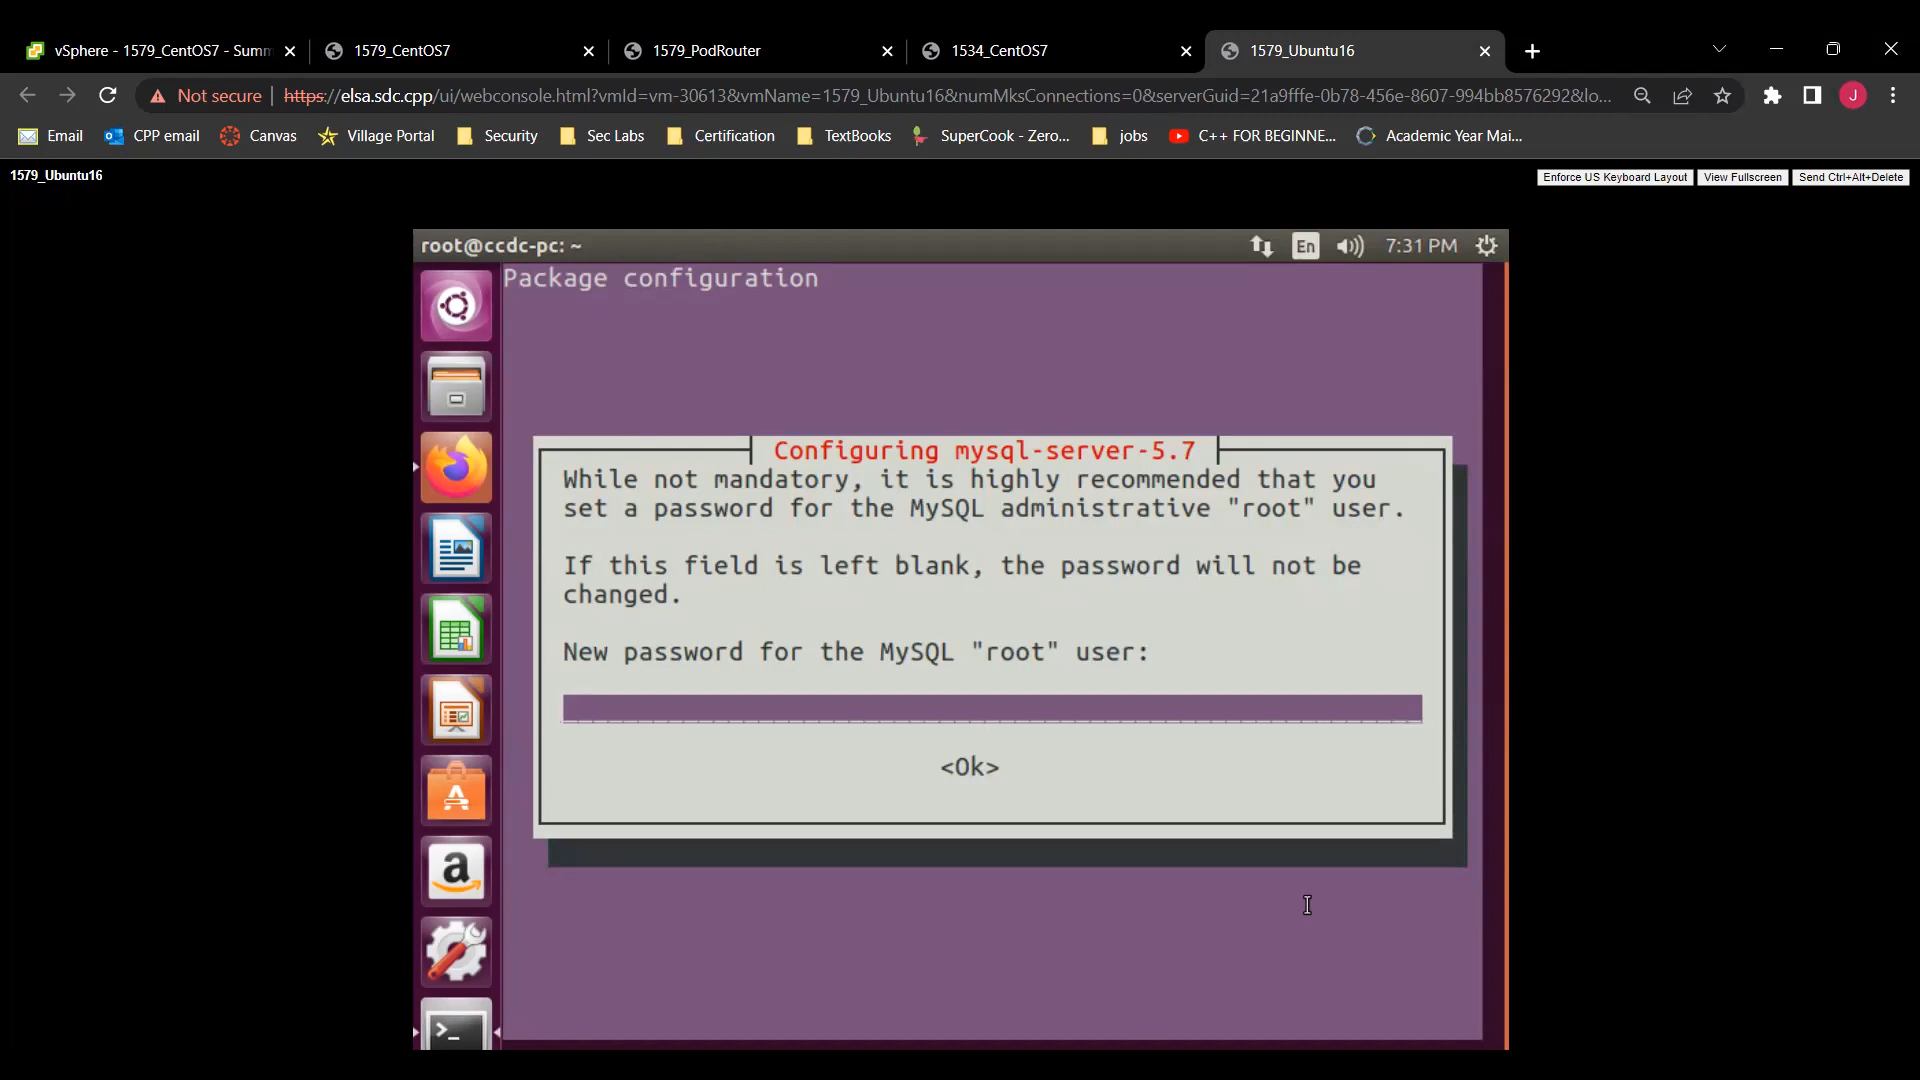 vSphere - 1579_CentOS7 - Summ
1579_CentOS7
1579_PodRouter
1534_CentOS7
1579_Ubuntu16
Not secure
https://elsa.sdc.cpp/ui/webconsole.html?vmId=vm-30613&vmName=1579_Ubuntu16&numMksConnections=0&serverGuid=21a9fffe-0b78-456e-8607-994bb8576292&lo...
J
Email
CPP email
Canvas
Village Portal
Security
Sec Labs
Certification
TextBooks
SuperCook - Zero...
jobs
C++ FOR BEGINNE...
Academic Year Mai...
1579_Ubuntu16
Enforce US Keyboard Layout
View Fullscreen
Send Ctrl+Alt+Delete
root@ccdc-pc: ~
En
7:31 PM
Package configuration
Configuring mysql-server-5.7
While not mandatory, it is highly recommended that you
set a password for the MySQL administrative "root" user.
If this field is left blank, the password will not be
changed.
New password for the MySQL "root" user:
<Ok>